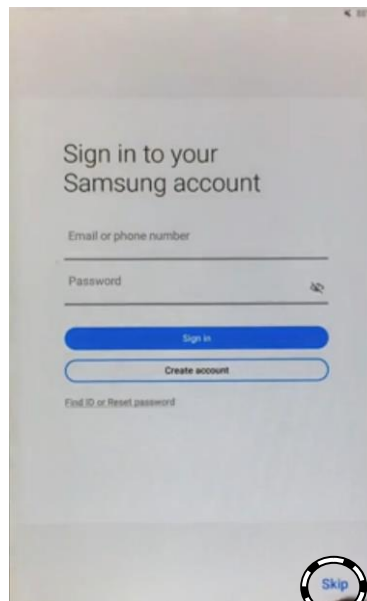 Sign in to your
Samsung account
Email or phone number
Password
Sign in
Create account
Find ID or Reset password
Skip